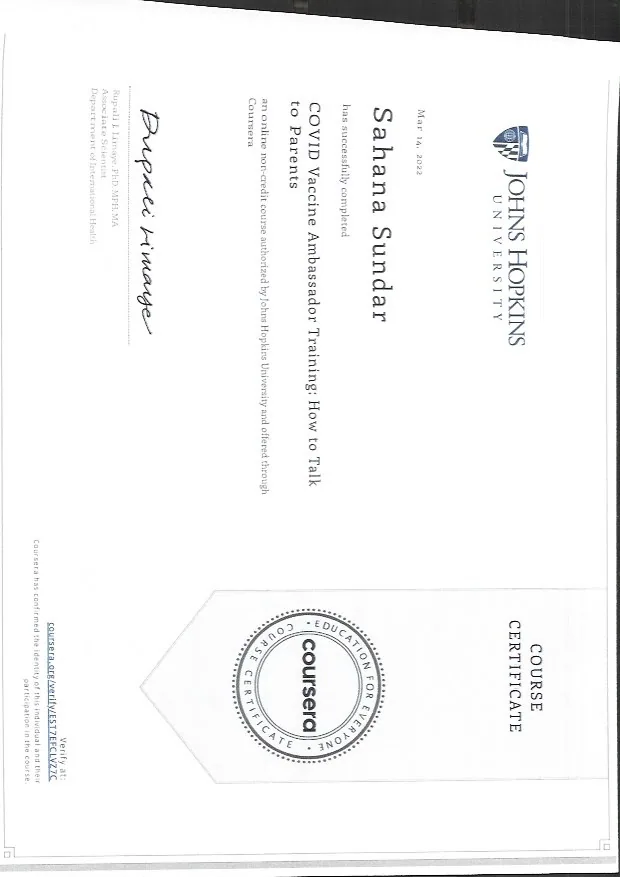 JOHNS HOPKINS
UNIVERSITY
Mar 14, 2022
Sahana Sundar
has successfully completed
COVID Vaccine Ambassador Training: How to Talk
to Parents
an online non-credit course authorized by Johns Hopkins University and offered through
Coursera
Rupali Limaye
Rupali J. Limaye, PhD, MPH, MA
Associate Scientist
Department of International Health
COURSE
CERTIFICATE
EDUCATION FOR EVERYONE
coursera
COURSE CERTIFICATE
Verify at:
coursera.org/verify/EST7EFCLVZ7C
Coursera has confirmed the identity of this individual and their
participation in the course.